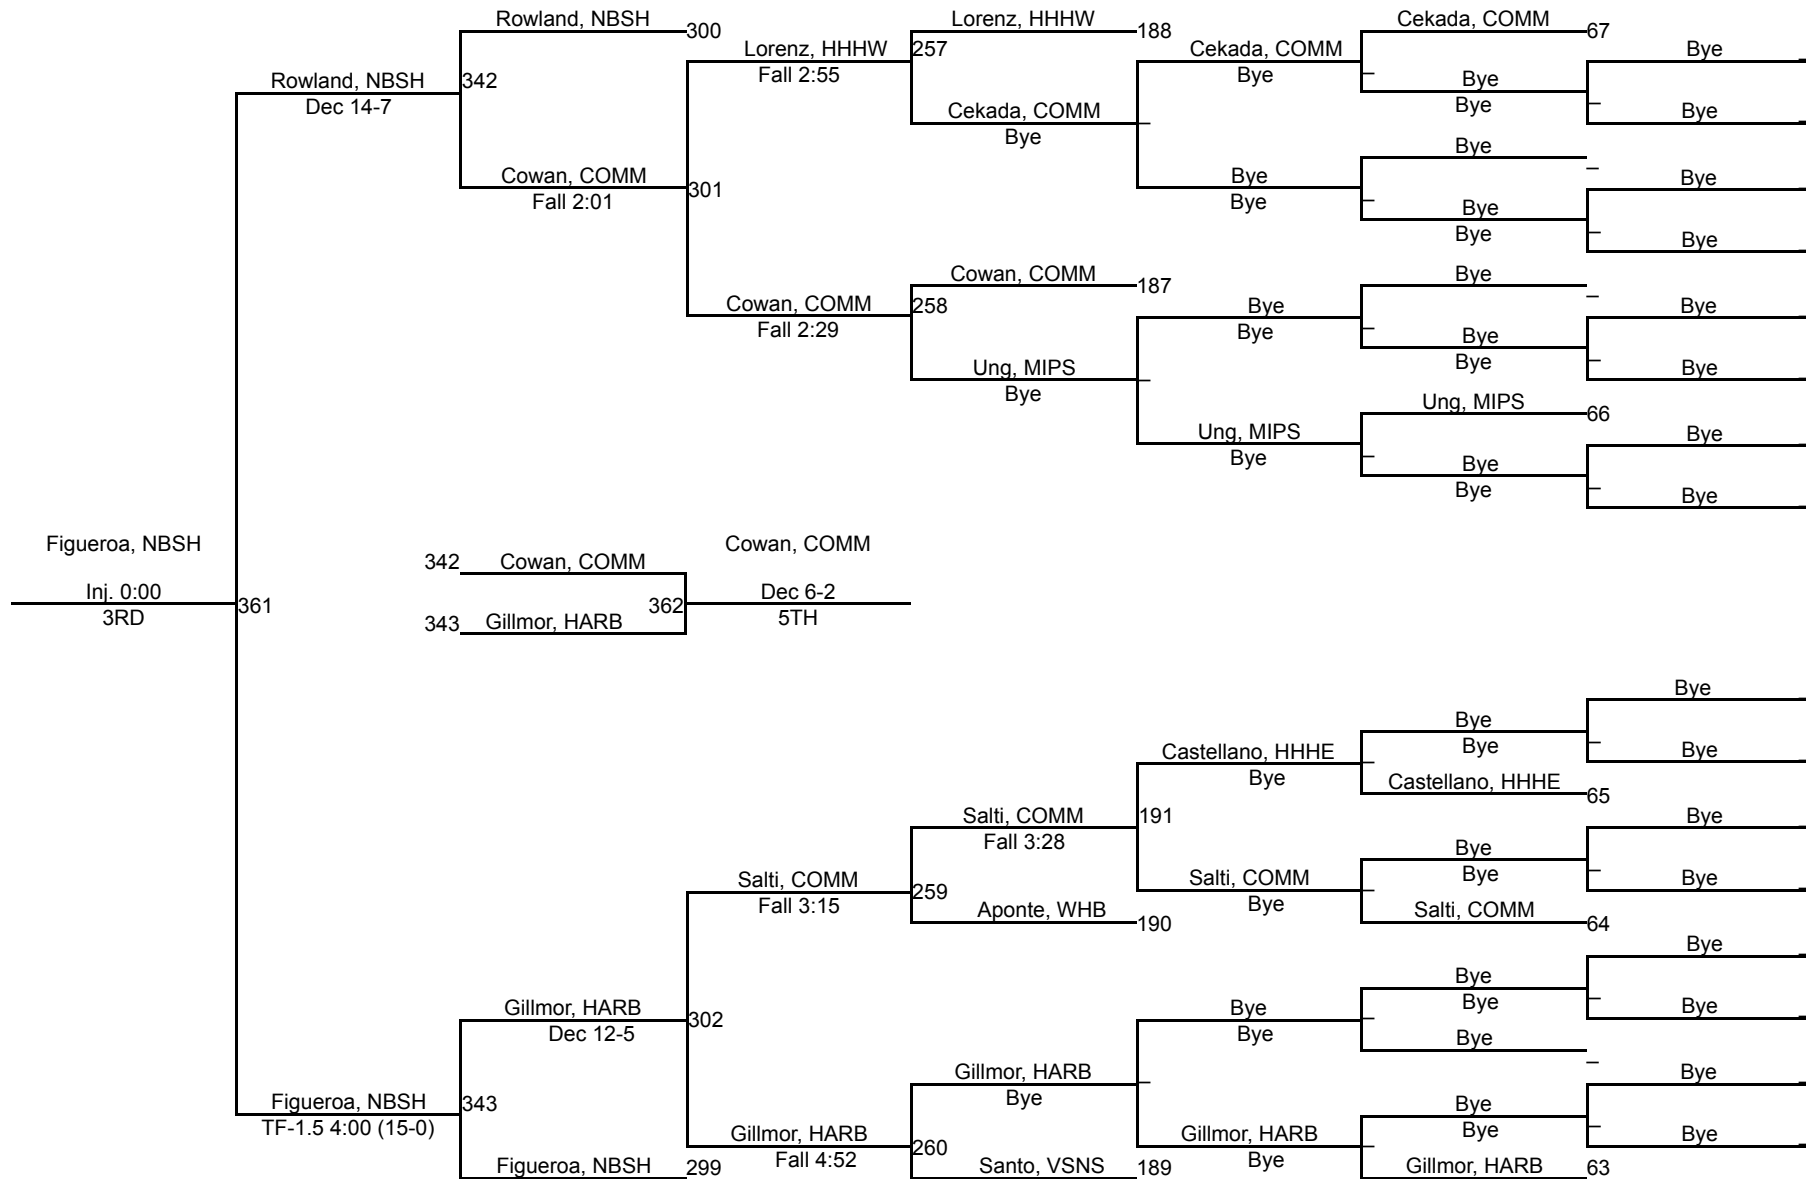 Rowland, NBSH
300
Lorenz, HHHW
188
Cekada, COMM
67
Bye
Lorenz, HHHW
257
Fall 2:55
Cekada, COMM
Bye
Bye
Bye
Bye
Rowland, NBSH
342
Dec 14-7
Cekada, COMM
Bye
Bye
Cowan, COMM
301
Fall 2:01
Bye
Bye
Bye
Bye
Bye
Bye
Cowan, COMM
187
Bye
Cowan, COMM
258
Fall 2:29
Bye
Bye
Bye
Bye
Bye
Ung, MIPS
Bye
Bye
Ung, MIPS
66
Ung, MIPS
Bye
Bye
Bye
Bye
Bye
Figueroa, NBSH
Inj. 0:00
361
3RD
342
Cowan, COMM
Cowan, COMM
362
Dec 6-2
5TH
343
Gillmor, HARB
Bye
Bye
Bye
Bye
Castellano, HHHE
Bye
Castellano, HHHE
65
Salti, COMM
191
Fall 3:28
Bye
Bye
Bye
Salti, COMM
259
Fall 3:15
Salti, COMM
Bye
Bye
Aponte, WHB
190
Salti, COMM
64
Bye
Gillmor, HARB
302
Dec 12-5
Bye
Bye
Bye
Bye
Bye
Bye
Gillmor, HARB
Bye
Bye
Figueroa, NBSH
343
TF-1.5 4:00 (15-0)
Gillmor, HARB
260
Fall 4:52
Gillmor, HARB
Bye
Bye
Bye
Bye
Figueroa, NBSH
299
Santo, VSNS
189
Gillmor, HARB
63